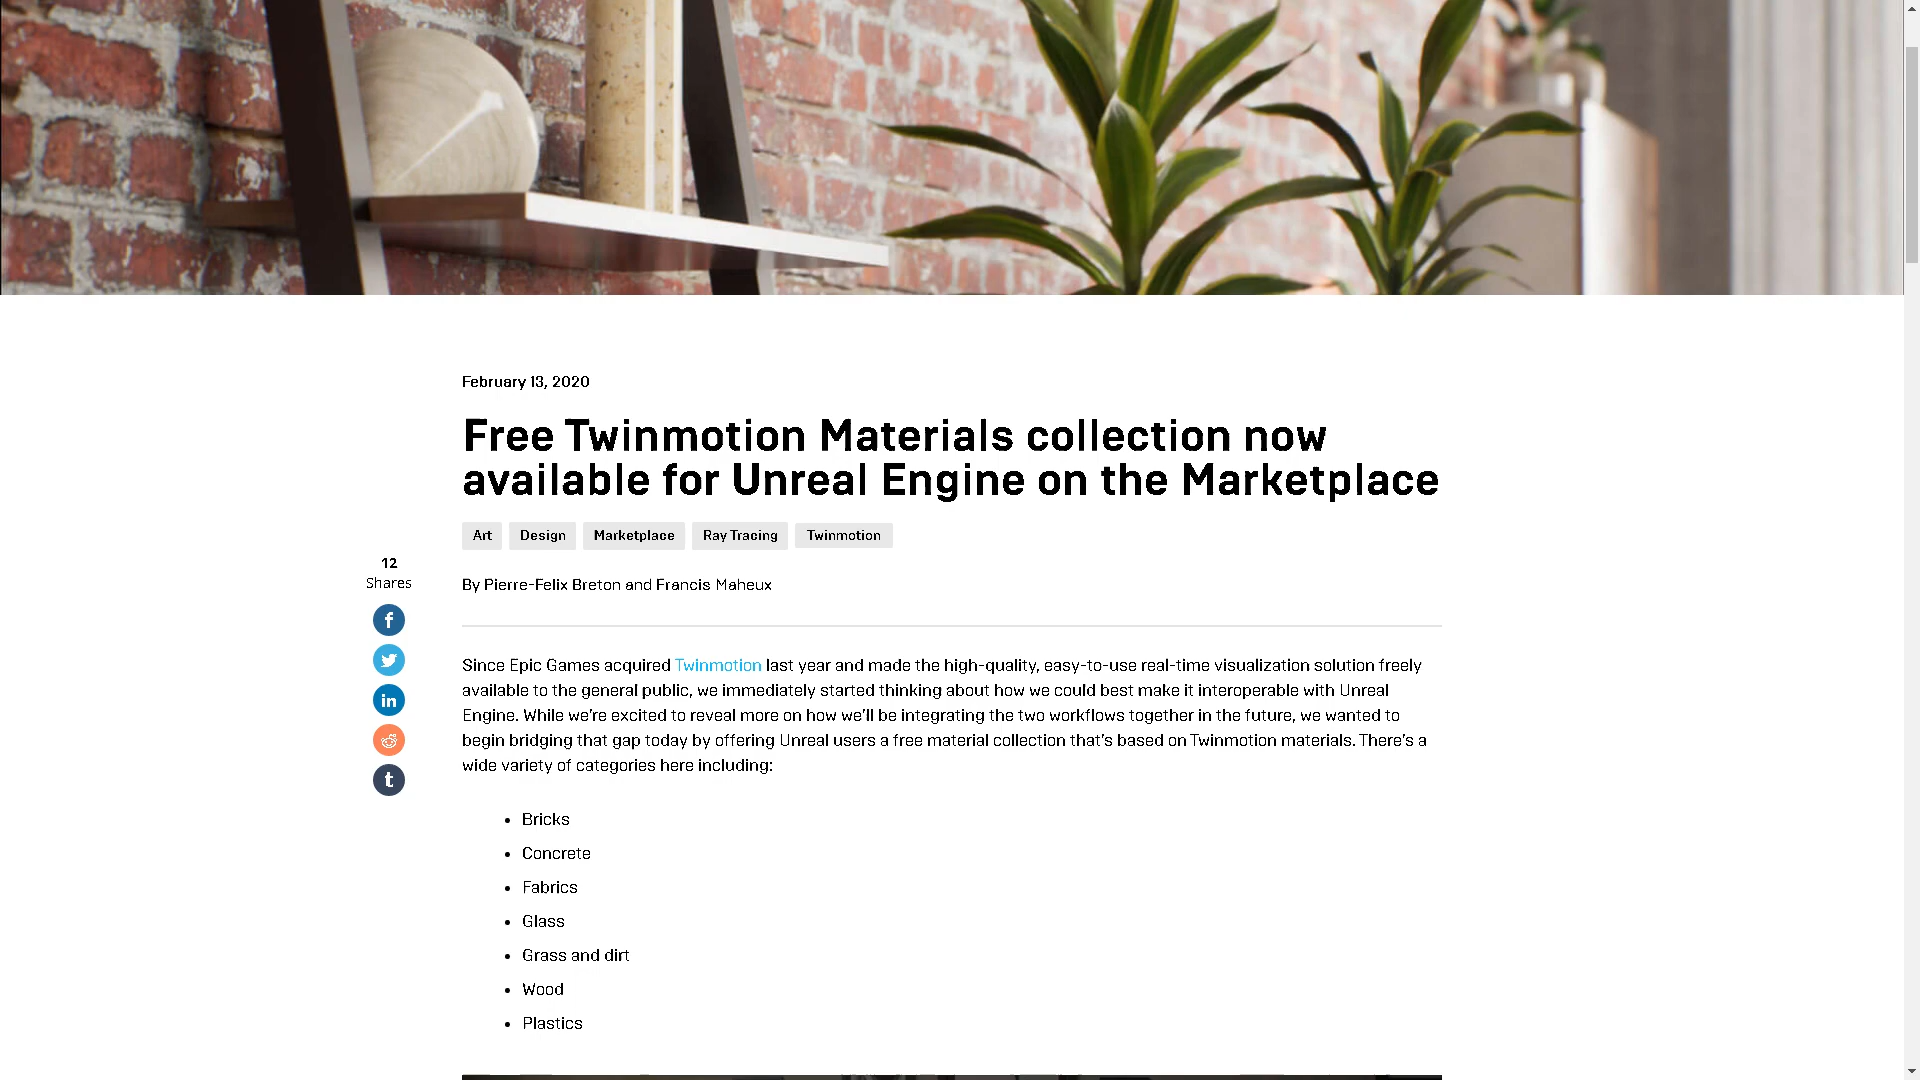 February 13, 2020
Free Twinmotion Materials collection now
available for Unreal Engine on the Marketplace
Art Design Marketplace Ray Tracing Twinmotion
12
Shares
By Pierre-Felix Breton and Francis Maheux
Since Epic Games acquired Twinmotion last year and made the high-quality, easy-to-use real-time visualization solution freely
available to the general public, we immediately started thinking about how we could best make it interoperable with Unreal
Engine. While we’re excited to reveal more on how we’ll be integrating the two workflows together in the future, we wanted to
begin bridging that gap today by offering Unreal users a free material collection that’s based on Twinmotion materials. There’s a
wide variety of categories here including:
• Bricks
• Concrete
• Fabrics
• Glass
• Grass and dirt
• Wood
• Plastics